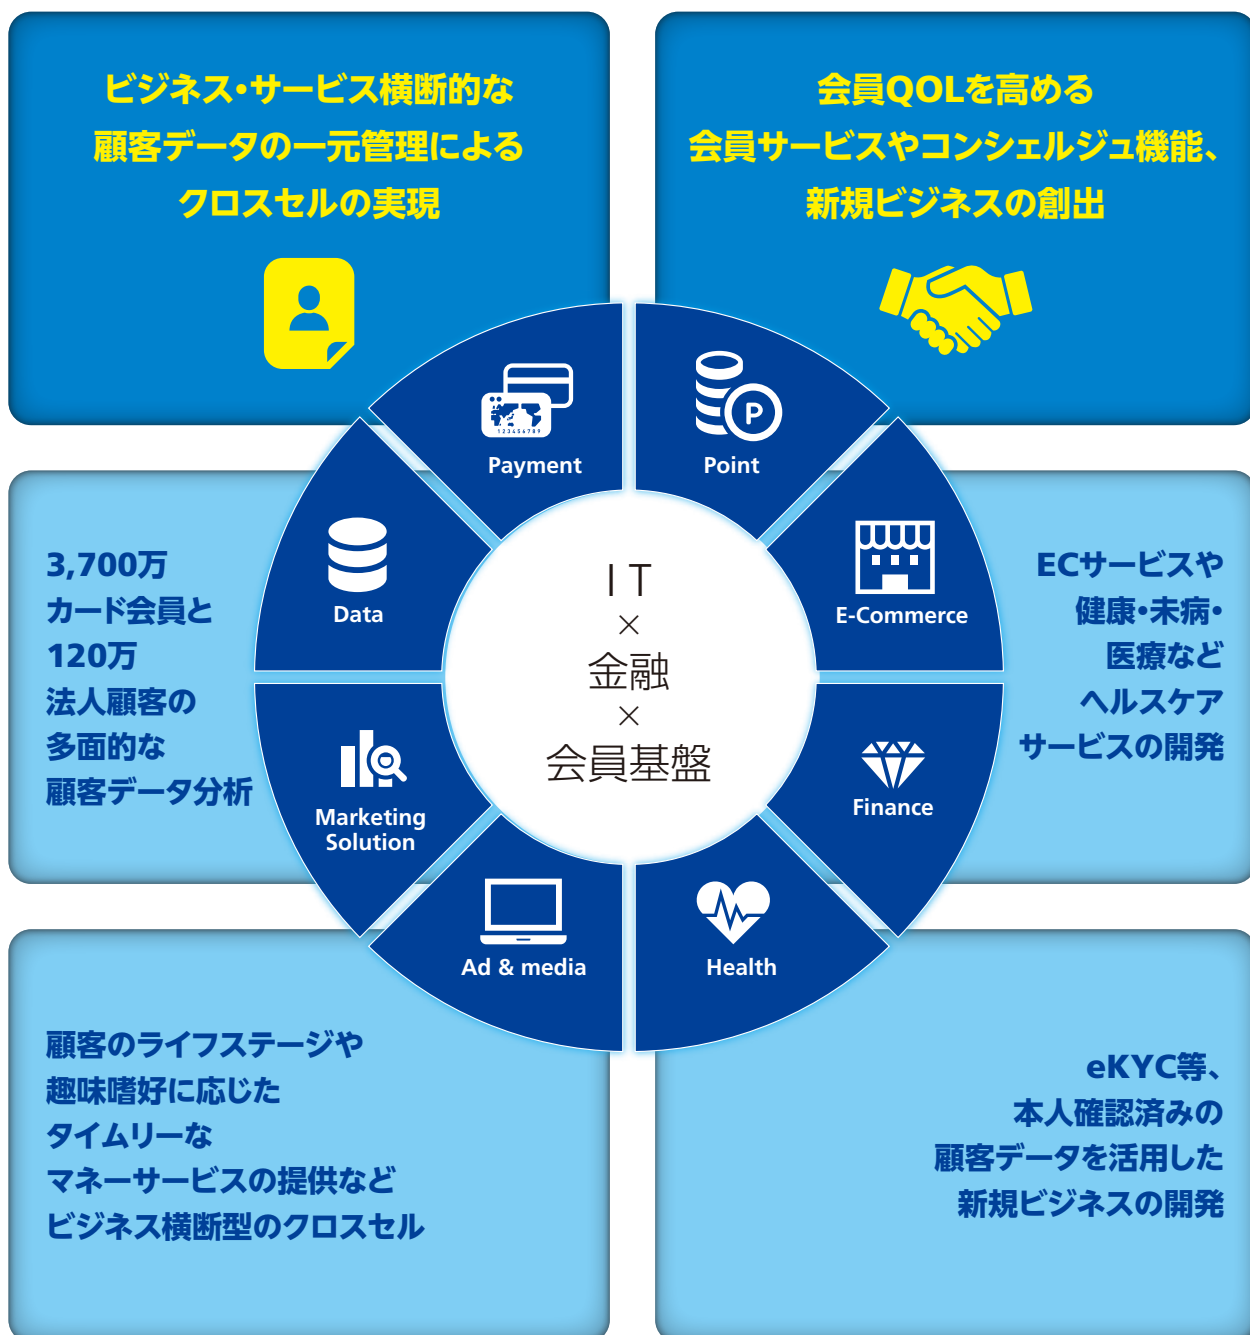 ビジネス・サービス横断的な
顧客データの一元管理による
クロスセルの実現
会員QOLを高める
会員サービスやコンシェルジュ機能、
新規ビジネスの創出
Payment
1 2 3 4 5 6 7 8 9
Point
P
Data
E-Commerce
Marketing
Solution
Finance
Ad & media
Health
IT
×
金融
×
会員基盤
3,700万
カード会員と
120万
法人顧客の
多面的な
顧客データ分析
ECサービスや
健康・未病・
医療など
ヘルスケア
サービスの開発
顧客のライフステージや
趣味嗜好に応じた
タイムリーな
マネーサービスの提供など
ビジネス横断型のクロスセル
eKYC等、
本人確認済みの
顧客データを活用した
新規ビジネスの開発